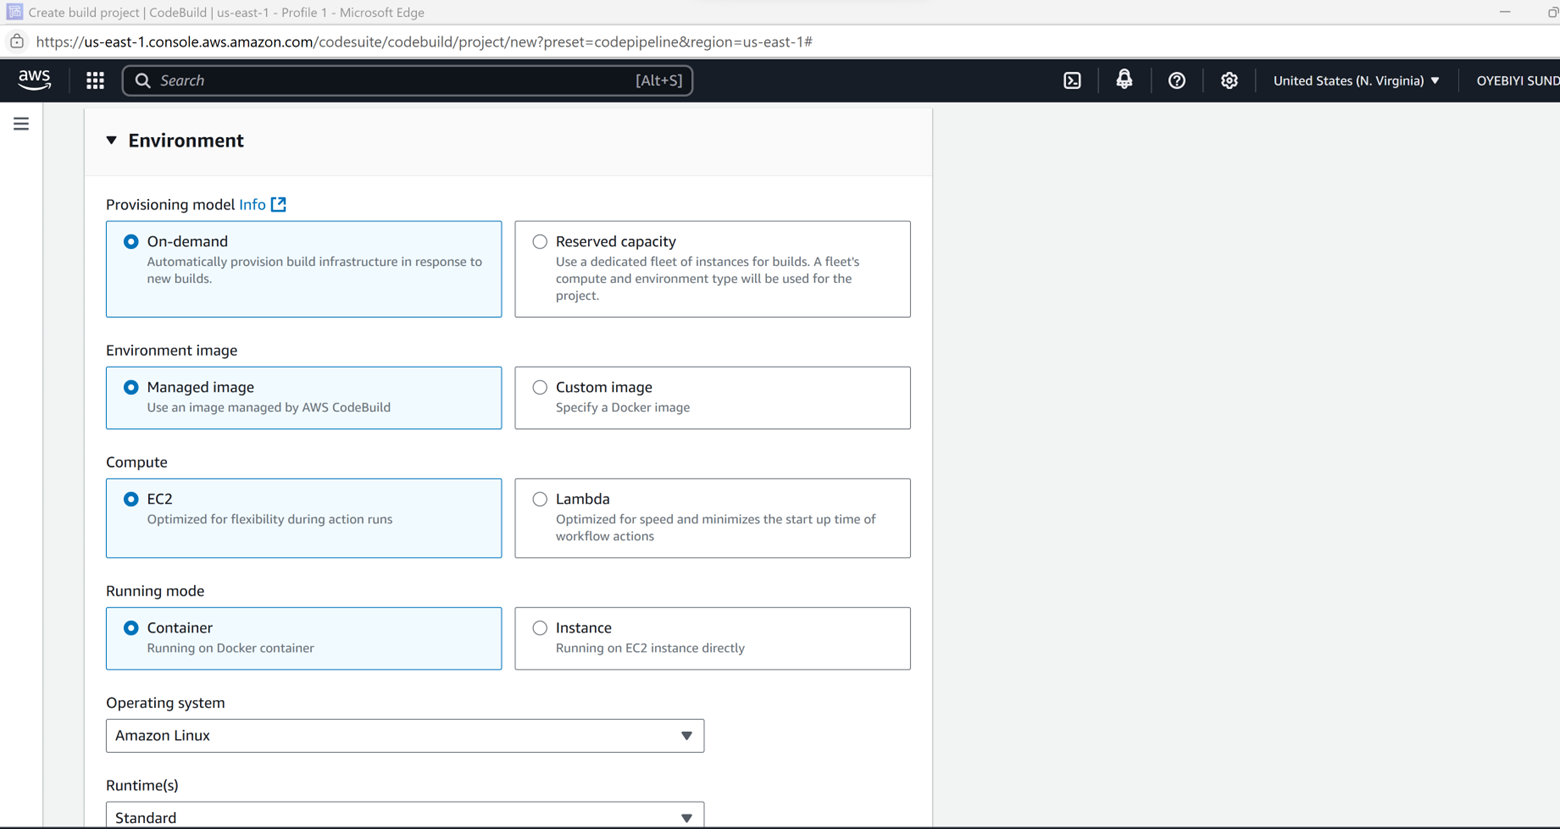 Create build project | CodeBuild | us-east-1 - Profile 1 - Microsoft Edge
https://us-east-1.console.aws.amazon.com/codesuite/codebuild/project/new?preset=codepipeline&region=us-east-1#
aws Search [Alt+S] United States (N. Virginia) OYEBIYI SUND
Environment
Provisioning model Info
On-demand
Automatically provision build infrastructure in response to
new builds.
Reserved capacity
Use a dedicated fleet of instances for builds. A fleet's
compute and environment type will be used for the
project.
Environment image
Managed image
Use an image managed by AWS CodeBuild
Custom image
Specify a Docker image
Compute
EC2
Optimized for flexibility during action runs
Lambda
Optimized for speed and minimizes the start up time of
workflow actions
Running mode
Container
Running on Docker container
Instance
Running on EC2 instance directly
Operating system
Amazon Linux
Runtime(s)
Standard